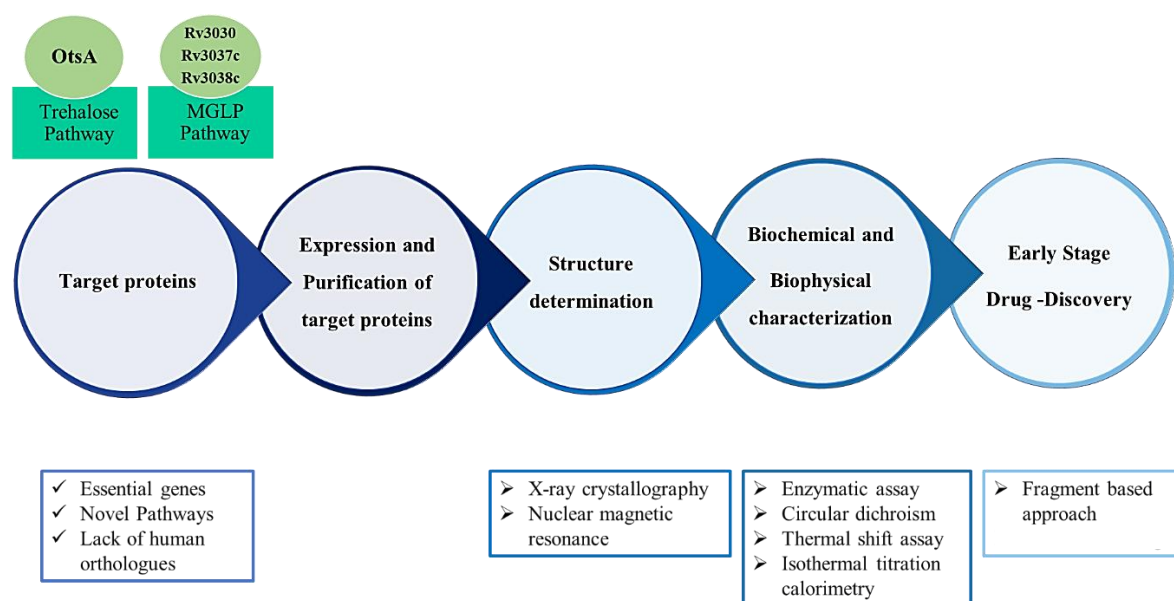 OtsA
Trehalose
Pathway
Rv3030
Rv3037c
Rv3038c
MGLP
Pathway
Target proteins
Expression and
Purification of
target proteins
Structure
determination
Biochemical and
Biophysical
characterization
Early Stage
Drug -Discovery
✓ Essential genes
✓ Novel Pathways
✓ Lack of human
orthologues
➢ X-ray crystallography
➢ Nuclear magnetic
resonance
➢ Enzymatic assay
➢ Circular dichroism
➢ Thermal shift assay
➢ Isothermal titration
calorimetry
➢ Fragment based
approach